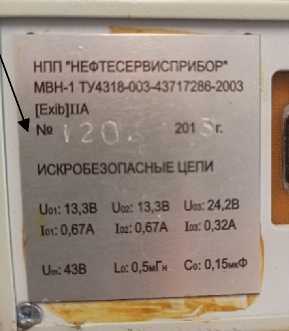 НПП "НЕФТЕСЕРВИСПРИБОР"
МВН-1 ТУ4318-003-43717286-2003
[Exib]IIA
№ 120. 2015 г.
ИСКРОБЕЗОПАСНЫЕ ЦЕПИ
U01: 13,3В U02: 13,3В U03: 24,2В
I01: 0,67А I02: 0,67А I03: 0,32А
Um: 43В L0: 0,5мГн C0: 0,15мкФ